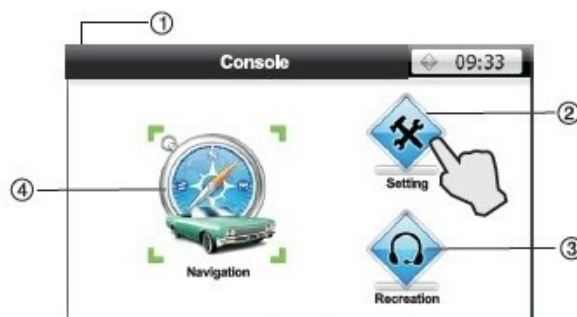 ①
Console 09:33
②
④
Setting
③
Navigation
Recreation